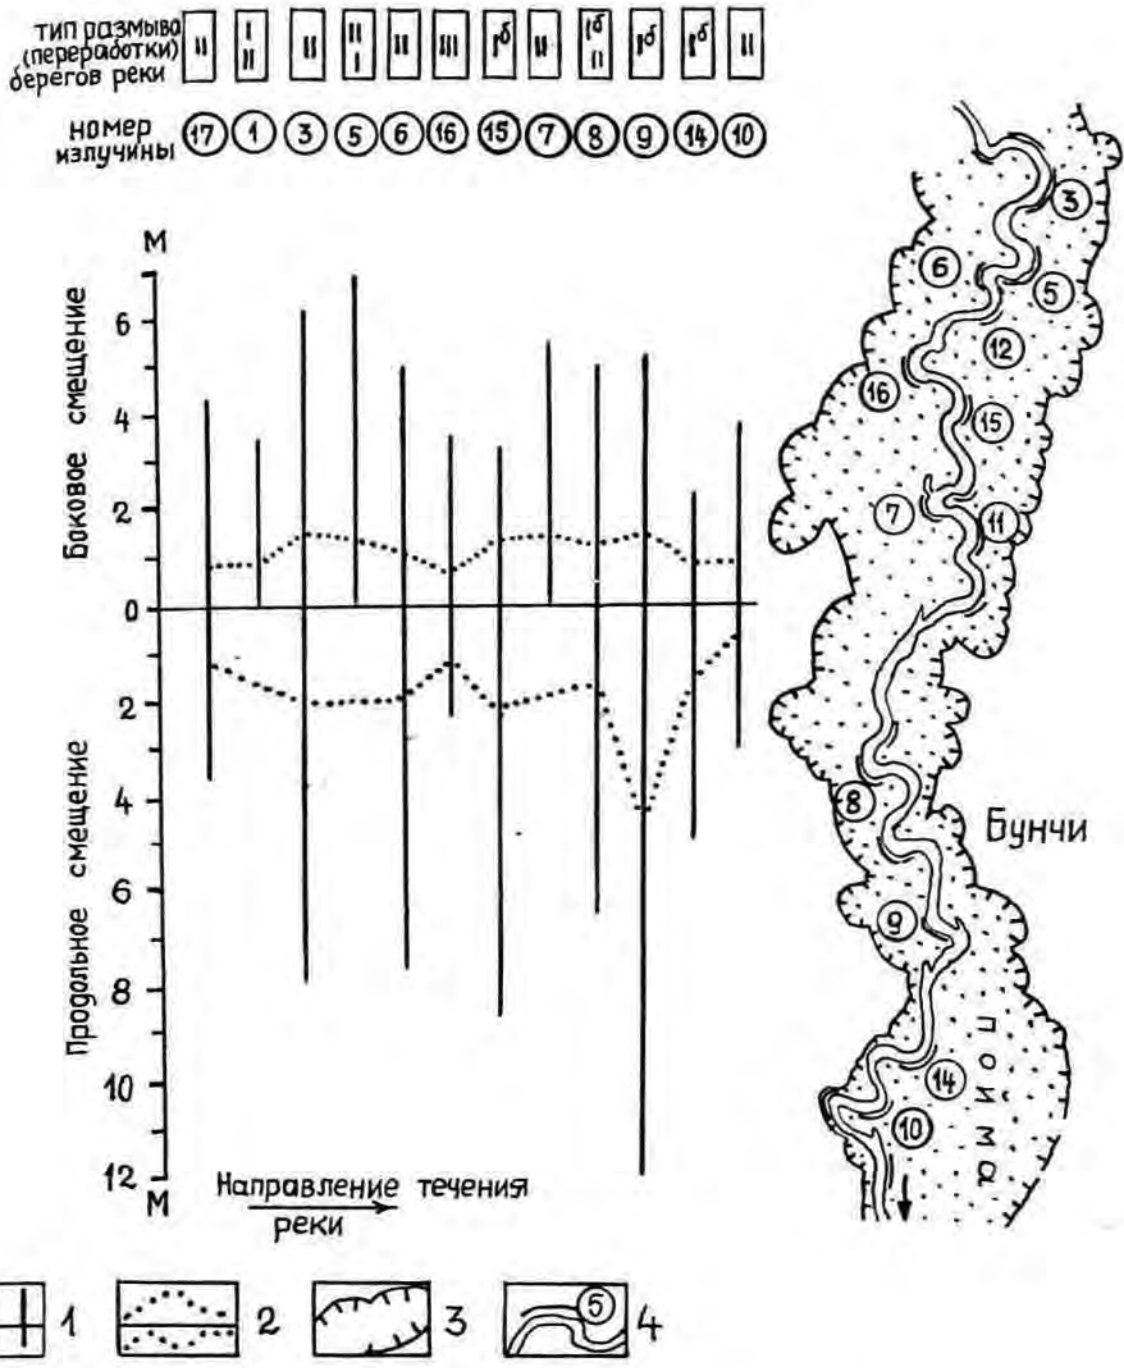 тип размыва
(переработки)
берегов реки
II
I
II
II
II
I
II
III
Iб
II
Iб
II
Iб
Iб
II
номер
излучины
17 1 3 5 6 16 15 7 8 9 14 10
М
Боковое смещение
6
4
2
0
2
4
6
8
10
12
М
Продольное смещение
Направление течения
реки
3
6
5
12
16
15
7
11
8
Бунчи
9
пойма
14
10
1
2
3
5
4